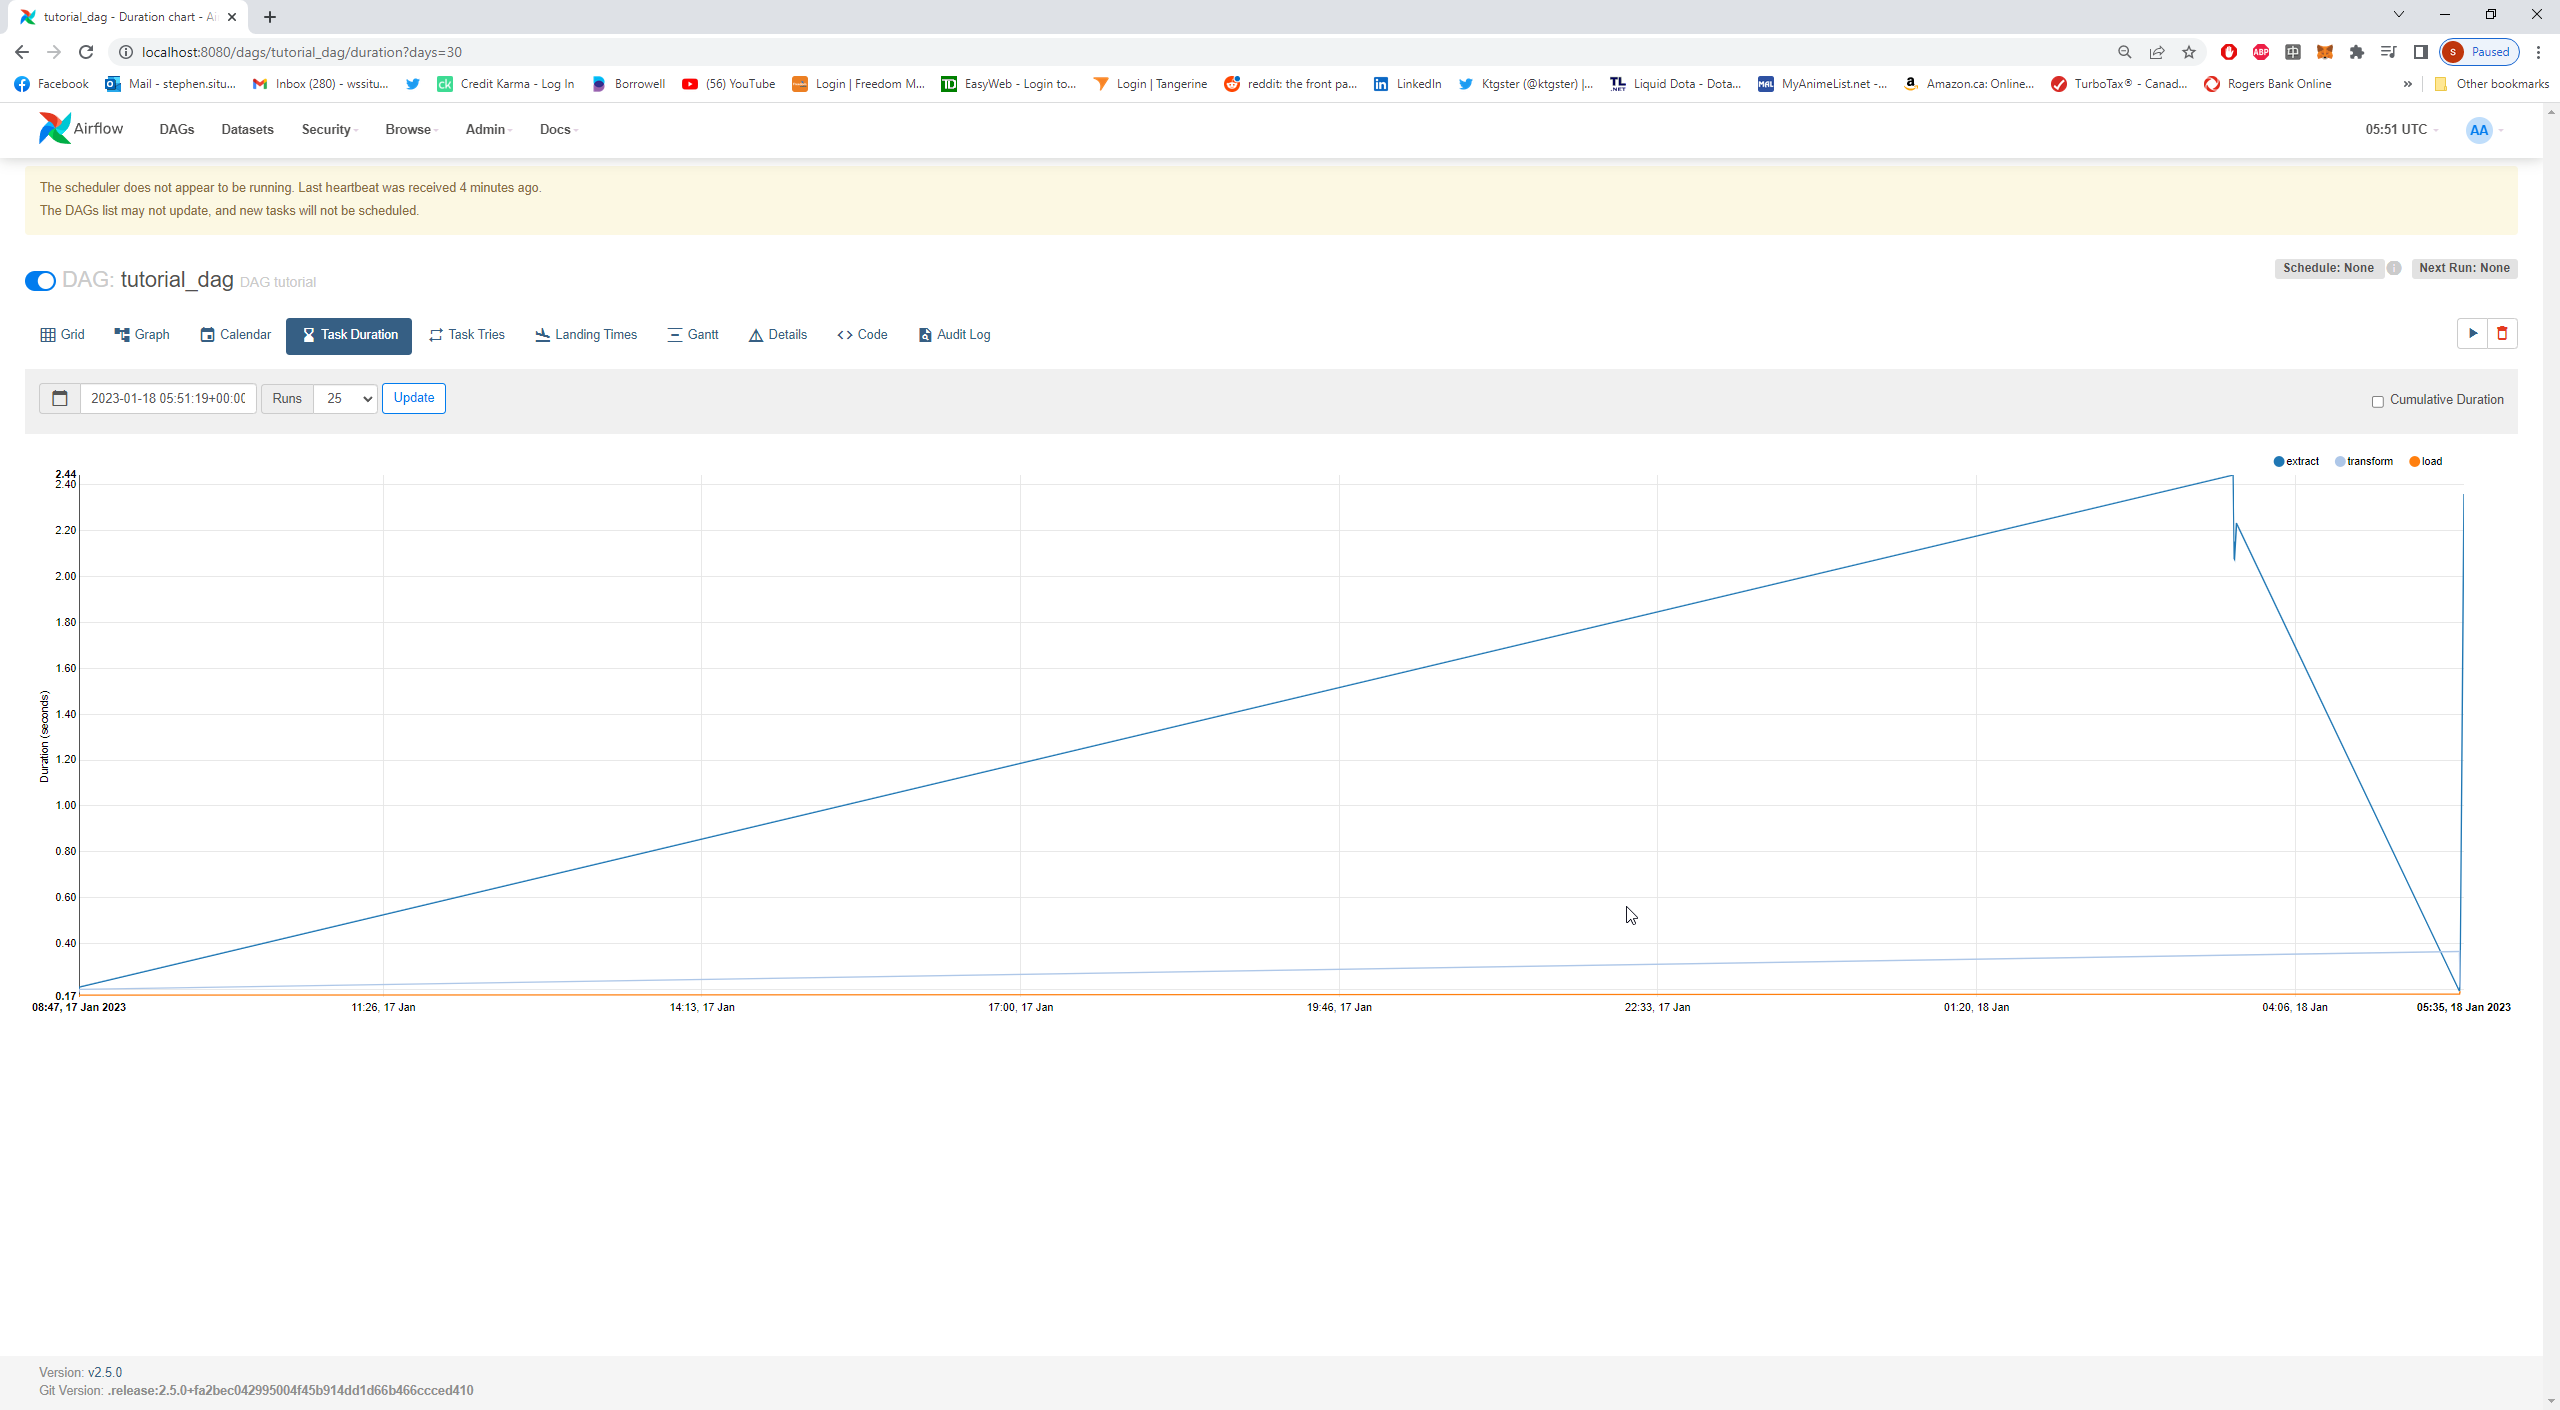 tutorial_dag - Duration chart - Ai
localhost:8080/dags/tutorial_dag/duration?days=30
ABP
S
Paused
Facebook
Mail - stephen.situ...
Inbox (280) - wssitu...
ck
Credit Karma - Log In
Borrowell
(56) YouTube
Login | Freedom M...
TD
EasyWeb - Login to...
Login | Tangerine
reddit: the front pa...
LinkedIn
Ktgster (@ktgster) |...
TL .NET
Liquid Dota - Dota...
MAL
MyAnimeList.net -...
Amazon.ca: Online...
TurboTax® - Canad...
Rogers Bank Online
»
Other bookmarks
Airflow
DAGs
Datasets
Security
Browse
Admin
Docs
05:51 UTC
AA
The scheduler does not appear to be running. Last heartbeat was received 4 minutes ago.
The DAGs list may not update, and new tasks will not be scheduled.
DAG: tutorial_dag DAG tutorial
Schedule: None
Next Run: None
Grid
Graph
Calendar
Task Duration
Task Tries
Landing Times
Gantt
Details
Code
Audit Log
2023-01-18 05:51:19+00:00
Runs
25
Update
Cumulative Duration
extract
transform
load
2.44
2.40
2.20
2.00
1.80
1.60
1.40
1.20
1.00
0.80
0.60
0.40
0.17
Duration (seconds)
08:47, 17 Jan 2023
11:26, 17 Jan
14:13, 17 Jan
17:00, 17 Jan
19:46, 17 Jan
22:33, 17 Jan
01:20, 18 Jan
04:06, 18 Jan
05:35, 18 Jan 2023
Version: v2.5.0
Git Version: .release:2.5.0+fa2bec042995004f45b914dd1d66b466ccced410